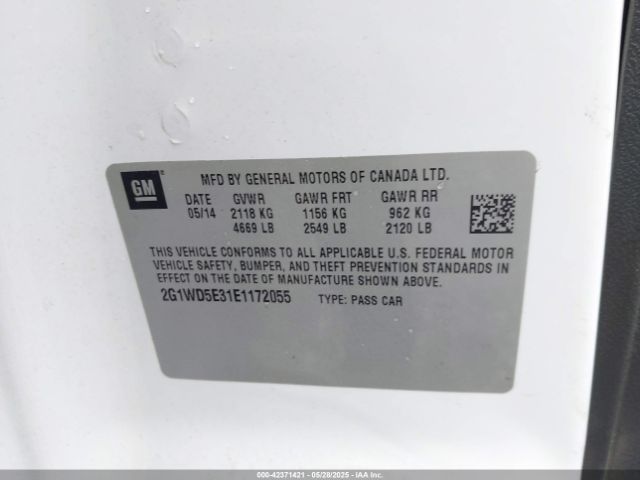 GM
MFD BY GENERAL MOTORS OF CANADA LTD.
DATE GVWR GAWR FRT GAWR RR
05/14 2118 KG 1156 KG 962 KG
4669 LB 2549 LB 2120 LB
THIS VEHICLE CONFORMS TO ALL APPLICABLE U.S. FEDERAL MOTOR
VEHICLE SAFETY, BUMPER, AND THEFT PREVENTION STANDARDS IN
EFFECT ON THE DATE OF MANUFACTURE SHOWN ABOVE.
2G1WD5E31E1172055 TYPE: PASS CAR
000-42371421 - 05/28/2025 - IAA Inc.